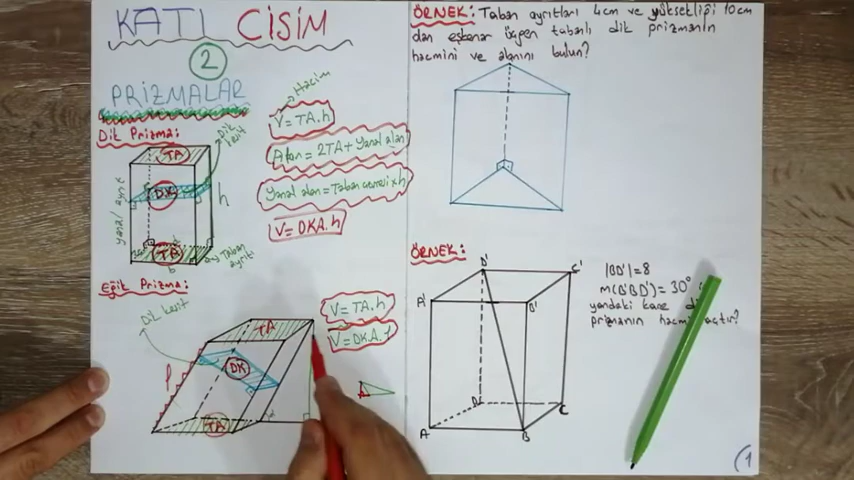 KATI CİSİM
2
PRİZMALAR
Dik Prizma:
TA
DK
TA
yanal ayrıt
h
Dik kesit
Taban
ayrıtı
Hacim
V = TA.h
Alan = 2TA + Yanal alan
Yanal alan = Taban çevresi x h
V = DKA.h
Eğik Prizma:
Dik kesit
TA
DK
TA
l
V = TA.h
V = DKA.l
ÖRNEK: Taban ayrıtları 4cm ve yüksekliği 10cm
dan eşkenar üçgen tabanlı dik prizmanın
hacmini ve alanını bulun?
ÖRNEK:
D' C'
A' B'
D C
A B
|BD'|=8
m(B'BD')=30°
yandaki kare
prizmanın hacmi kaçtır?
1